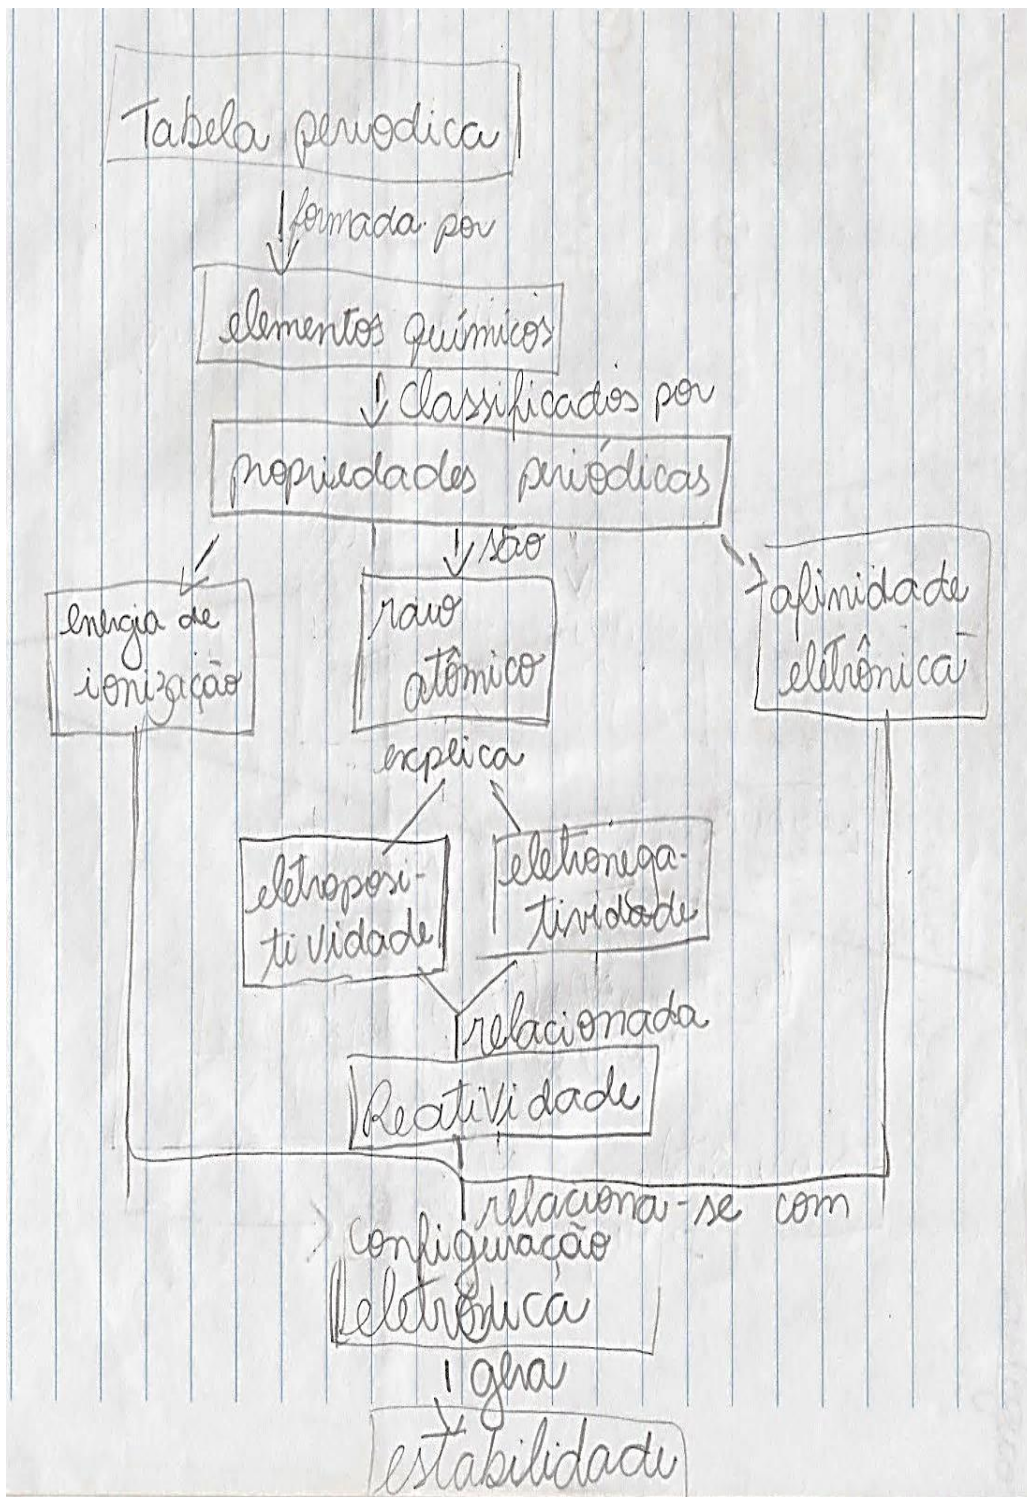 Tabela periodica
formada por
elementos químicos
classificados por
propriedades periódicas
são
energia de
ionização
raio
atômico
afinidade
eletrônica
explica
eletroposi-
tividade
eletronega-
tividade
relacionada
Reatividade
relaciona-se com
configuração
eletrônica
gera
estabilidade